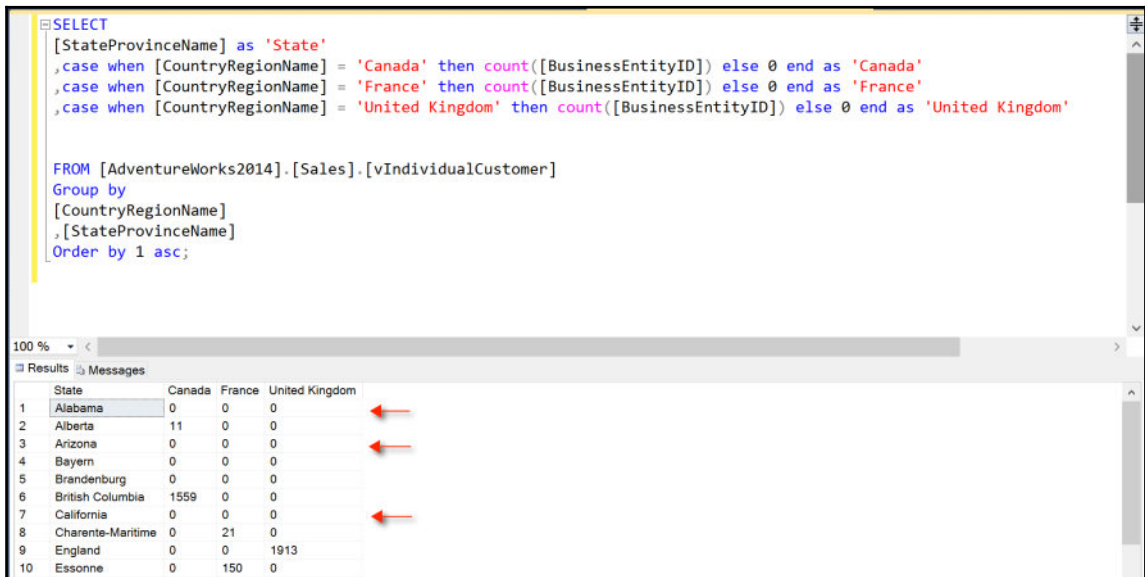 SELECT
[StateProvinceName] as 'State'
,case when [CountryRegionName] = 'Canada' then count([BusinessEntityID]) else 0 end as 'Canada'
,case when [CountryRegionName] = 'France' then count([BusinessEntityID]) else 0 end as 'France'
,case when [CountryRegionName] = 'United Kingdom' then count([BusinessEntityID]) else 0 end as 'United Kingdom'
FROM [AdventureWorks2014].[Sales].[vIndividualCustomer]
Group by
[CountryRegionName]
,[StateProvinceName]
Order by 1 asc;
100 %
Results Messages
State Canada France United Kingdom
1 Alabama 0 0 0
2 Alberta 11 0 0
3 Arizona 0 0 0
4 Bayern 0 0 0
5 Brandenburg 0 0 0
6 British Columbia 1559 0 0
7 California 0 0 0
8 Charente-Maritime 0 21 0
9 England 0 0 1913
10 Essonne 0 150 0